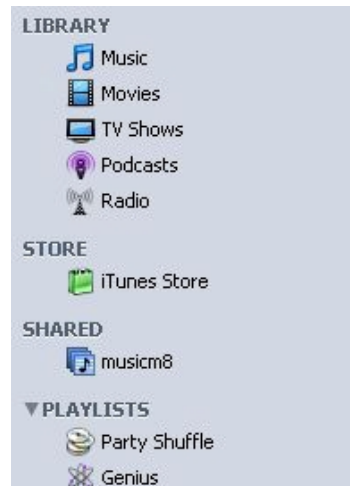 LIBRARY
Music
Movies
TV Shows
Podcasts
Radio
STORE
iTunes Store
SHARED
musicm8
PLAYLISTS
Party Shuffle
Genius